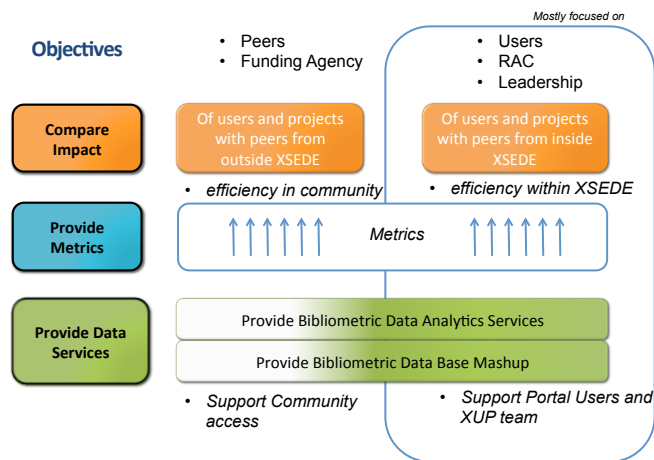 Mostly focused on
Objectives
• Peers
• Funding Agency
• Users
• RAC
• Leadership
Compare
Impact
Of users and projects
with peers from
outside XSEDE
Of users and projects
with peers from inside
XSEDE
• efficiency in community
• efficiency within XSEDE
Provide
Metrics
Metrics
Provide Data
Services
Provide Bibliometric Data Analytics Services
Provide Bibliometric Data Base Mashup
• Support Community
access
• Support Portal Users and
XUP team